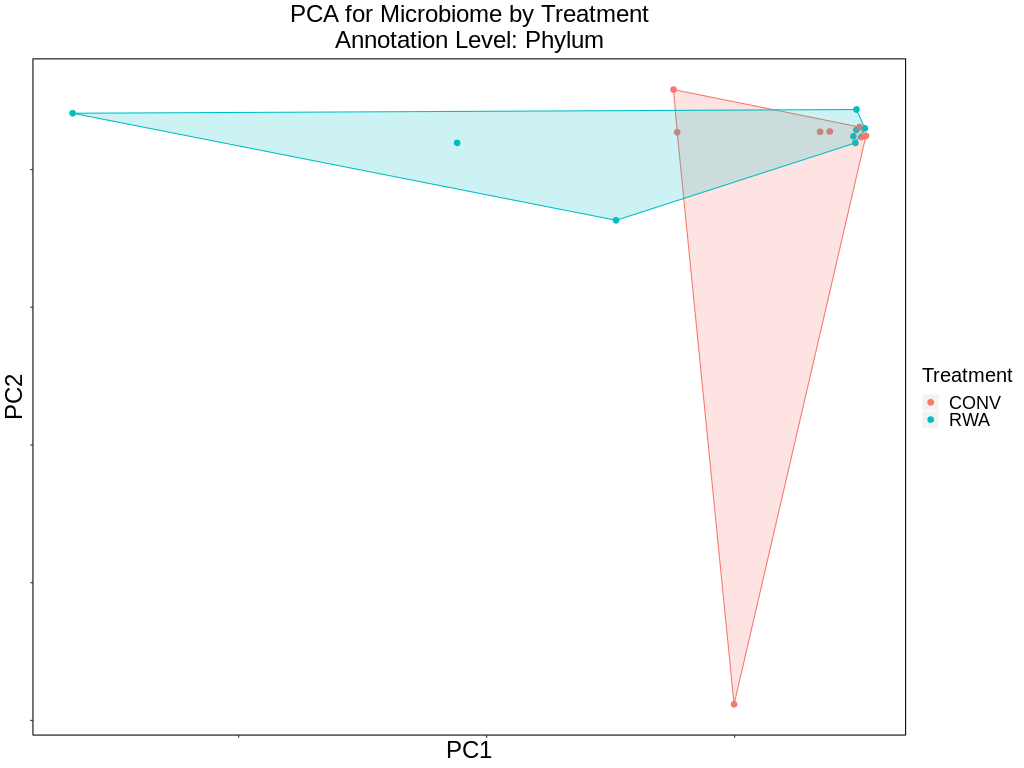 PCA for Microbiome by Treatment
Annotation Level: Phylum
PC2
Treatment
CONV
RWA
PC1